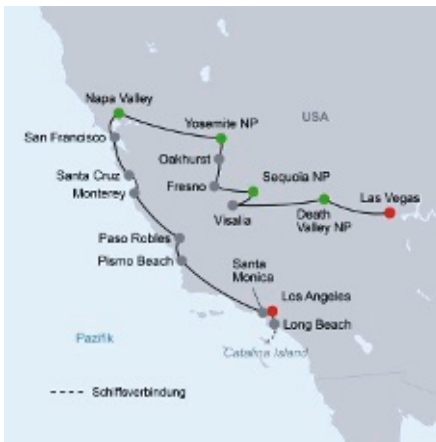 Napa Valley
Yosemite NP
USA
San Francisco
Oakhurst
Santa Cruz
Fresno
Sequoia NP
Monterey
Las Vegas
Visalia
Death
Valley NP
Paso Robles
Pismo Beach
Santa
Monica
Los Angeles
Long Beach
Pazifik
Catalina Island
Schiffsverbindung